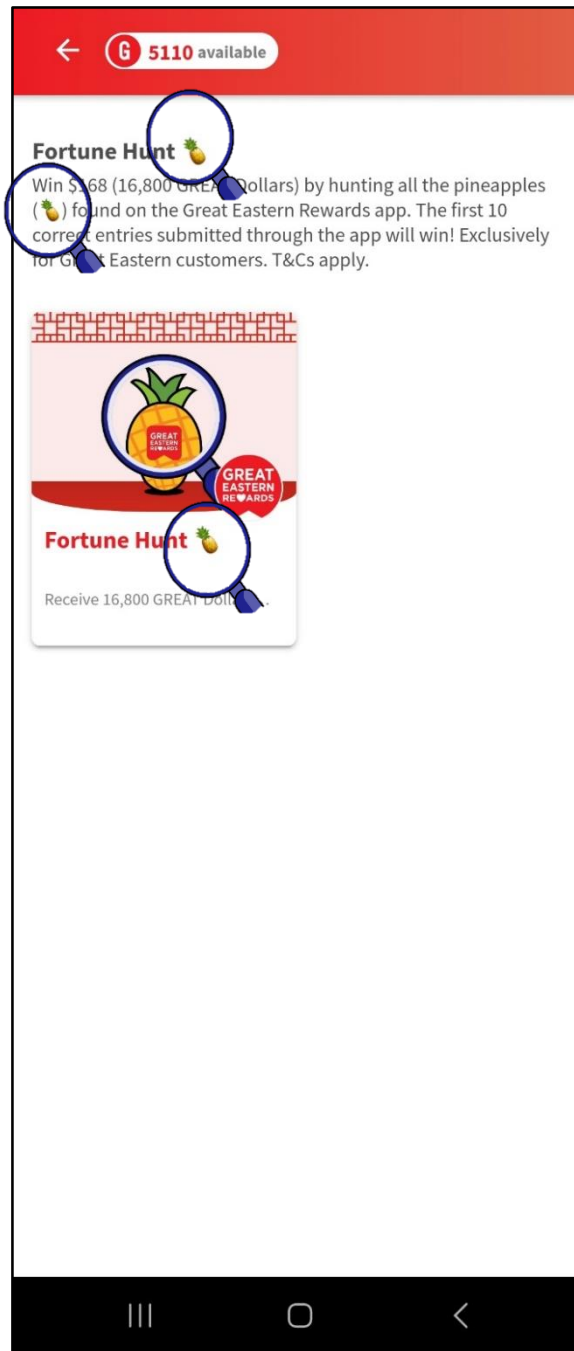 G 5110 available
Fortune Hunt 🍍
Win $168 (16,800 GREAT Dollars) by hunting all the pineapples
(🍍) found on the Great Eastern Rewards app. The first 10
correct entries submitted through the app will win! Exclusively
for Great Eastern customers. T&Cs apply.
GREAT
EASTERN
REWARDS
GREAT
EASTERN
REWARDS
Fortune Hunt 🍍
Receive 16,800 GREAT Dolla...